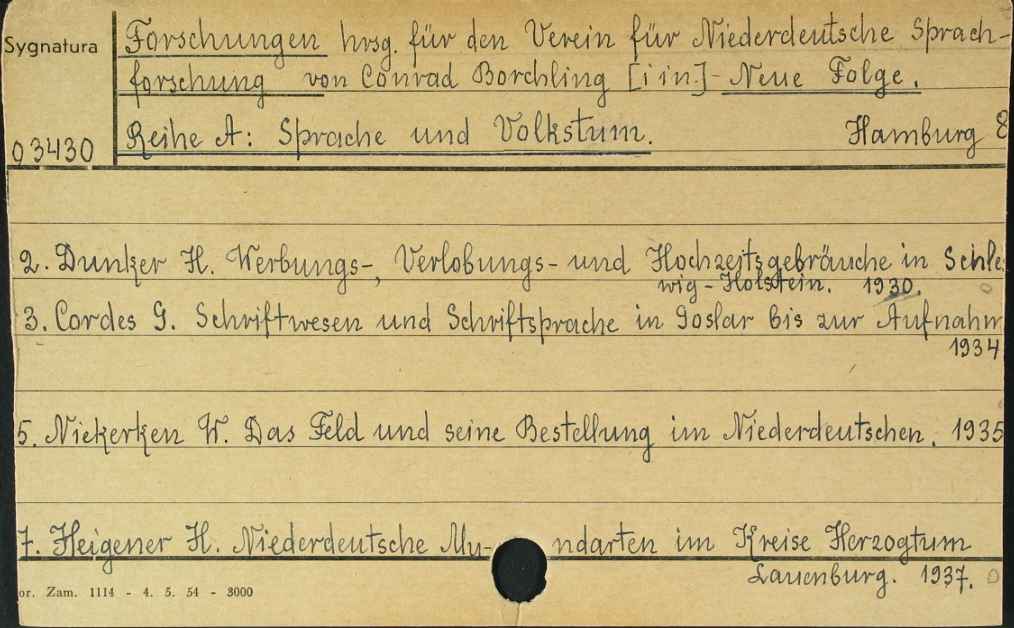 Sygnatura
Forschungen hrsg. für den Verein für Niederdeutsche Sprach-
forschung von Conrad Borchling [i in.] - Neue Folge.
Reihe A: Sprache und Volkstum. Hamburg 8
03430
2. Dunker H. Werbungs-, Verlobungs- und Hochzeitsgebräuche in Schles
wig-Holstein. 1930.
3. Cordes G. Schriftwesen und Schriftsprache in Goslar bis zur Aufnahm
1934
5. Niekerken W. Das Feld und seine Bestellung im Niederdeutschen. 1935
7. Heigener H. Niederdeutsche Mu- ndarten im Kreise Herzogtum
Lauenburg. 1937.
or. Zam. 1114 - 4. 5. 54 - 3000